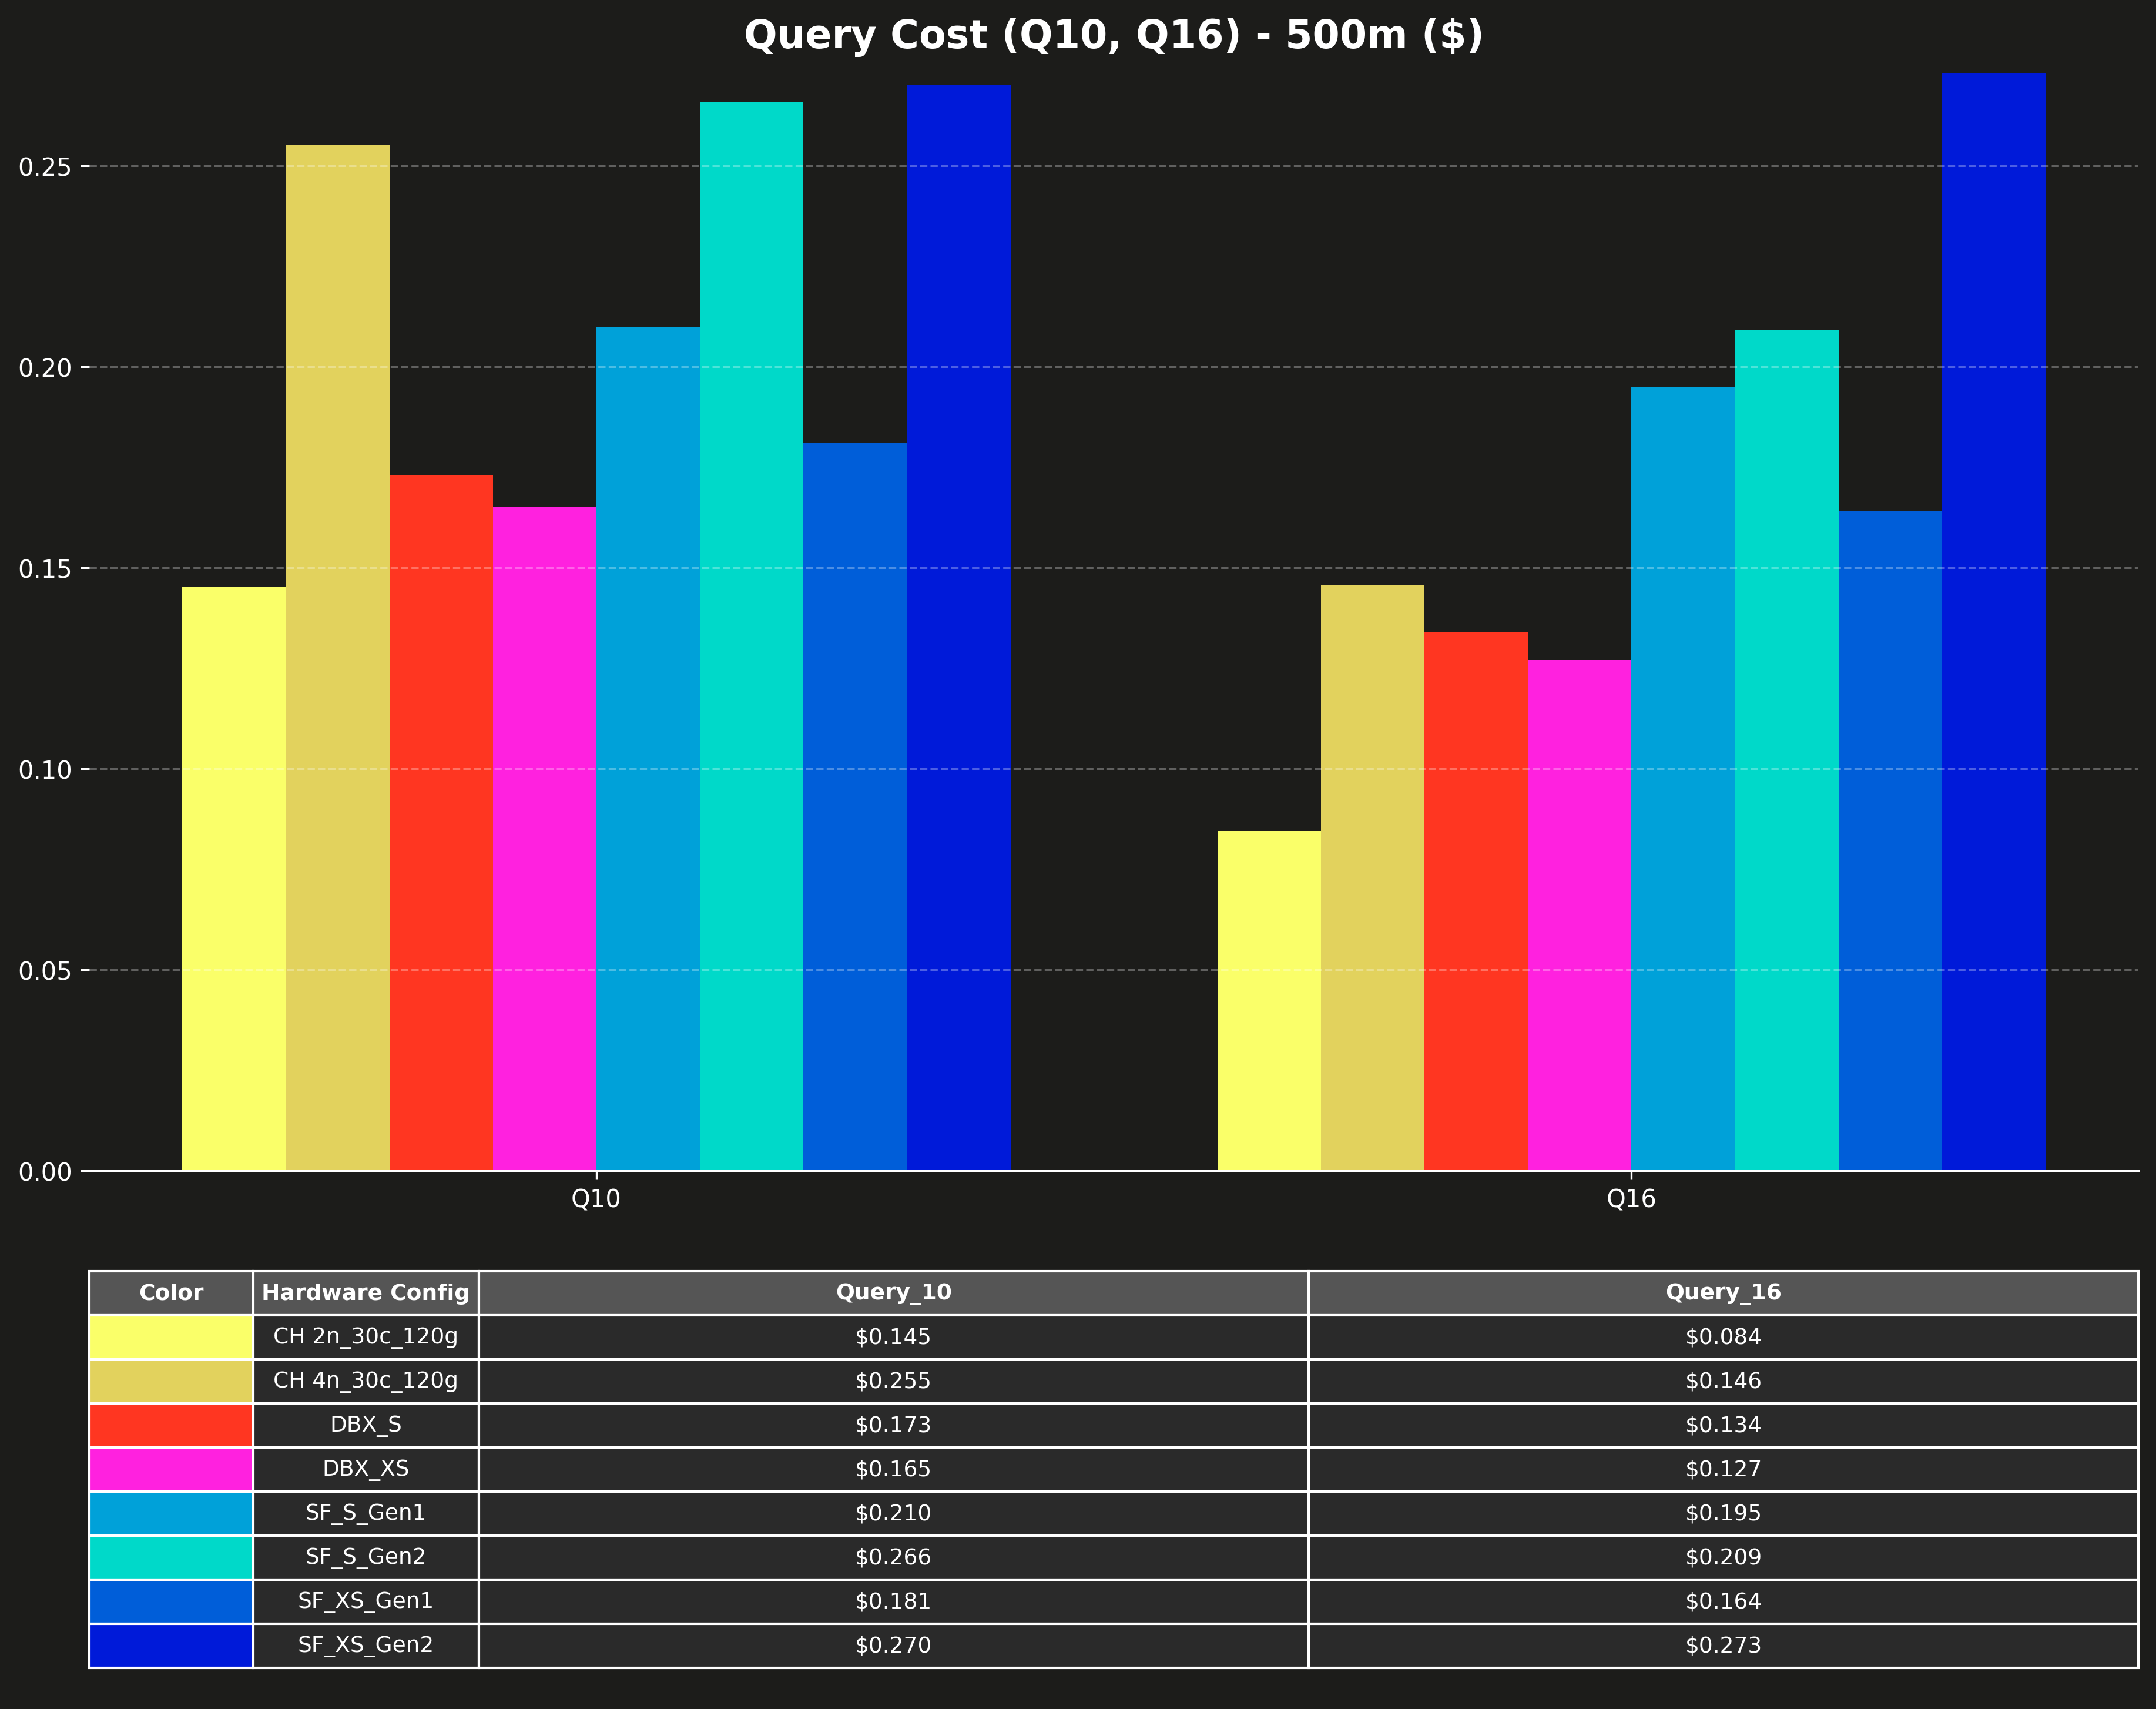 Query Cost (Q10, Q16) - 500m ($)
0.25
0.20
0.15
0.10
0.05
0.00
Q10 Q16
Color Hardware Config Query_10 Query_16
CH 2n_30c_120g $0.145 $0.084
CH 4n_30c_120g $0.255 $0.146
DBX_S $0.173 $0.134
DBX_XS $0.165 $0.127
SF_S_Gen1 $0.210 $0.195
SF_S_Gen2 $0.266 $0.209
SF_XS_Gen1 $0.181 $0.164
SF_XS_Gen2 $0.270 $0.273